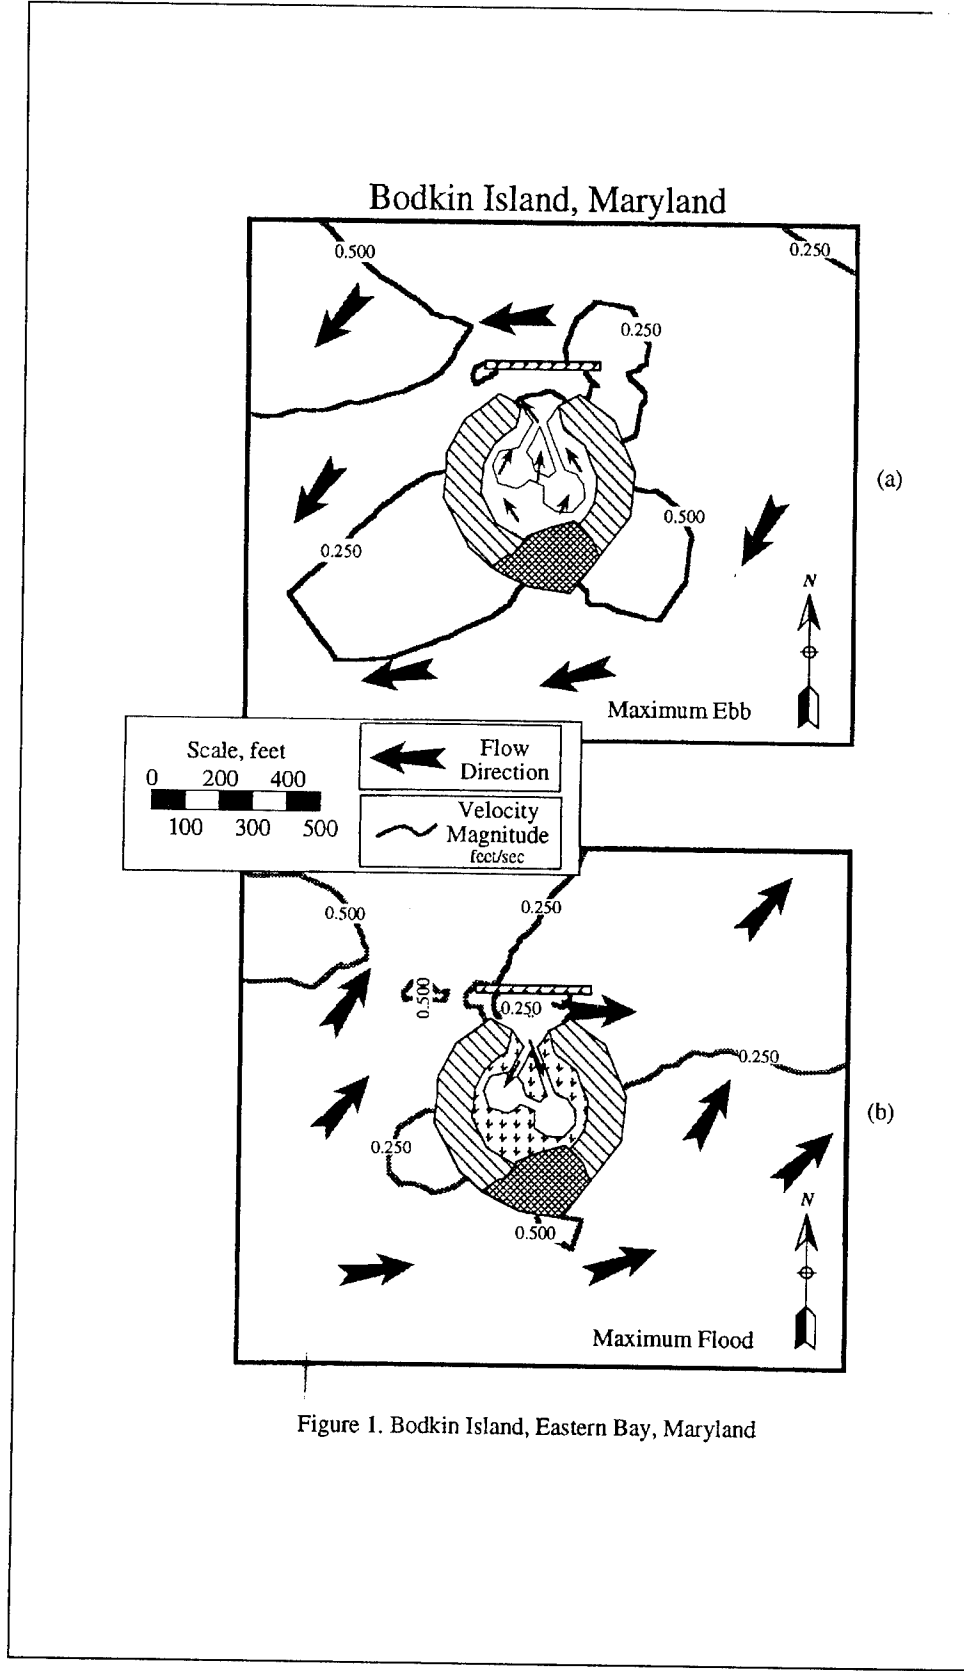 Bodkin Island, Maryland
0.500
0.250
0.250
(a)
0.500
0.250
N
Maximum Ebb
Scale, feet
0 200 400
100 300 500
Flow
Direction
Velocity
Magnitude
feet/sec
0.500
0.250
0.500
0.250
0.250
(b)
0.250
N
0.500
Maximum Flood
Figure 1. Bodkin Island, Eastern Bay, Maryland